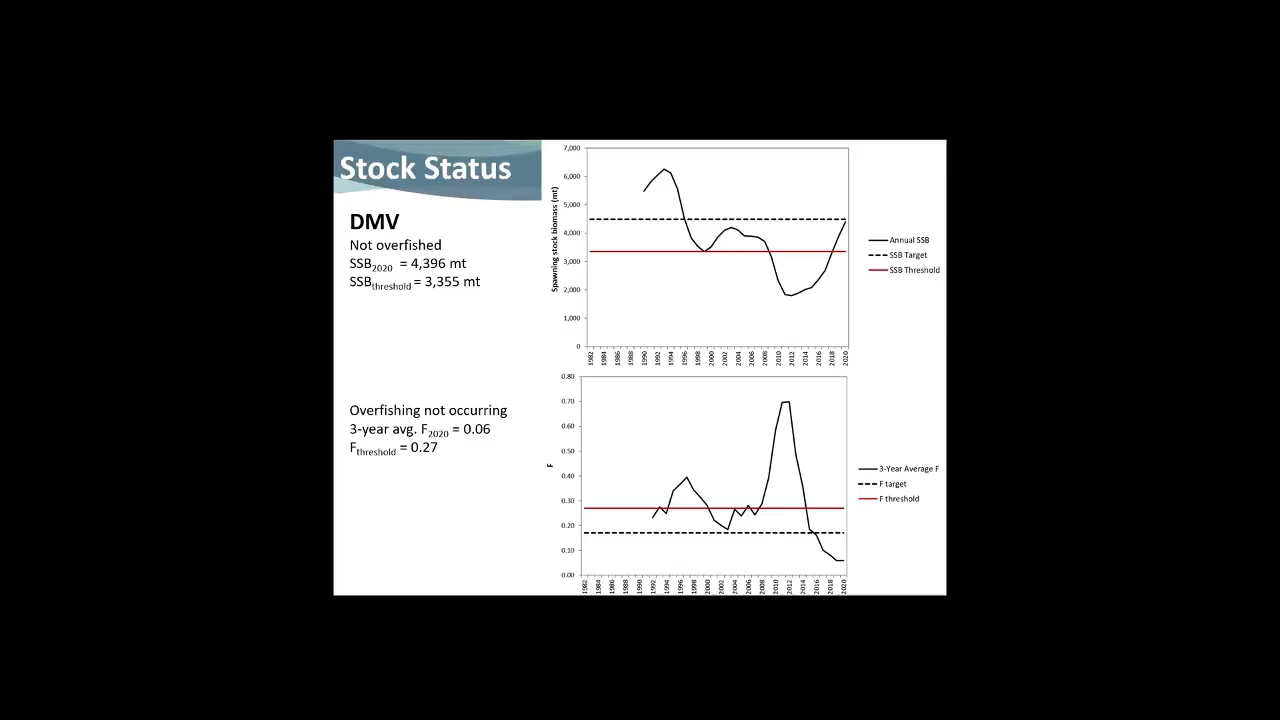 Stock Status
DMV
Not overfished
SSB2020 = 4,396 mt
SSBthreshold = 3,355 mt
Overfishing not occurring
3-year avg. F2020 = 0.06
Fthreshold = 0.27
Spawning stock biomass (mt)
7,000
6,000
5,000
4,000
3,000
2,000
1,000
0
1982 1984 1986 1988 1990 1992 1994 1996 1998 2000 2002 2004 2006 2008 2010 2012 2014 2016 2018 2020
Annual SSB
SSB Target
SSB Threshold
F
0.80
0.70
0.60
0.50
0.40
0.30
0.20
0.10
0.00
1982 1984 1986 1988 1990 1992 1994 1996 1998 2000 2002 2004 2006 2008 2010 2012 2014 2016 2018 2020
3-Year Average F
F target
F threshold